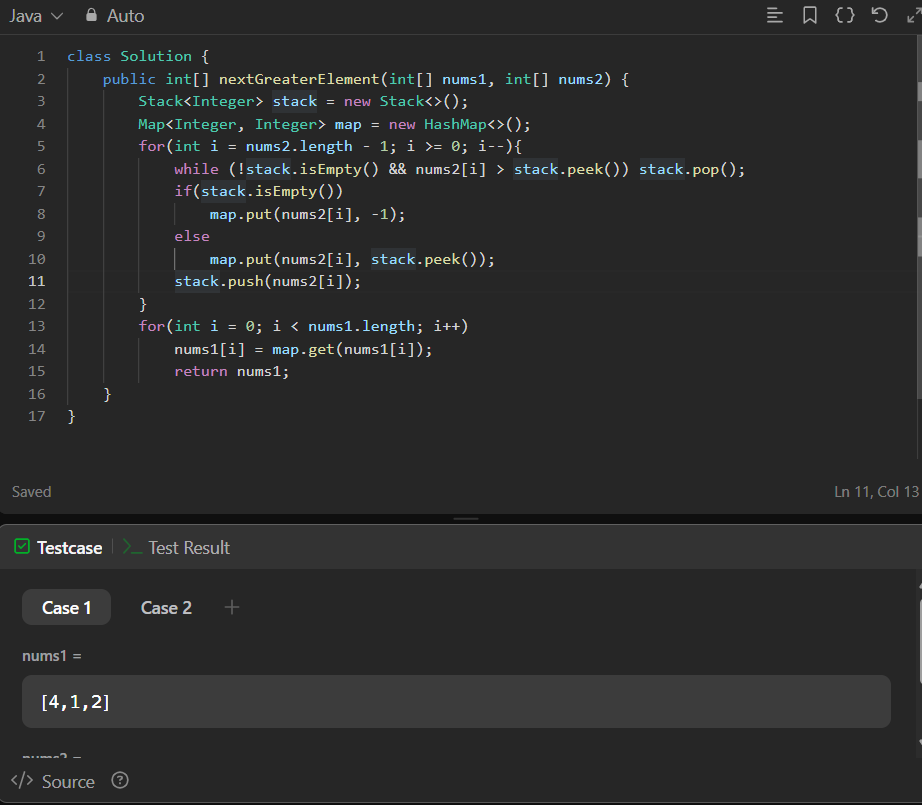 Java Auto
1 class Solution {
2 public int[] nextGreaterElement(int[] nums1, int[] nums2) {
3 Stack<Integer> stack = new Stack<>();
4 Map<Integer, Integer> map = new HashMap<>();
5 for(int i = nums2.length - 1; i >= 0; i--){
6 while (!stack.isEmpty() && nums2[i] > stack.peek()) stack.pop();
7 if(stack.isEmpty())
8 map.put(nums2[i], -1);
9 else
10 map.put(nums2[i], stack.peek());
11 stack.push(nums2[i]);
12 }
13 for(int i = 0; i < nums1.length; i++)
14 nums1[i] = map.get(nums1[i]);
15 return nums1;
16 }
17 }
Saved Ln 11, Col 13
Testcase Test Result
Case 1 Case 2 +
nums1 =
[4,1,2]
nums2 =
Source